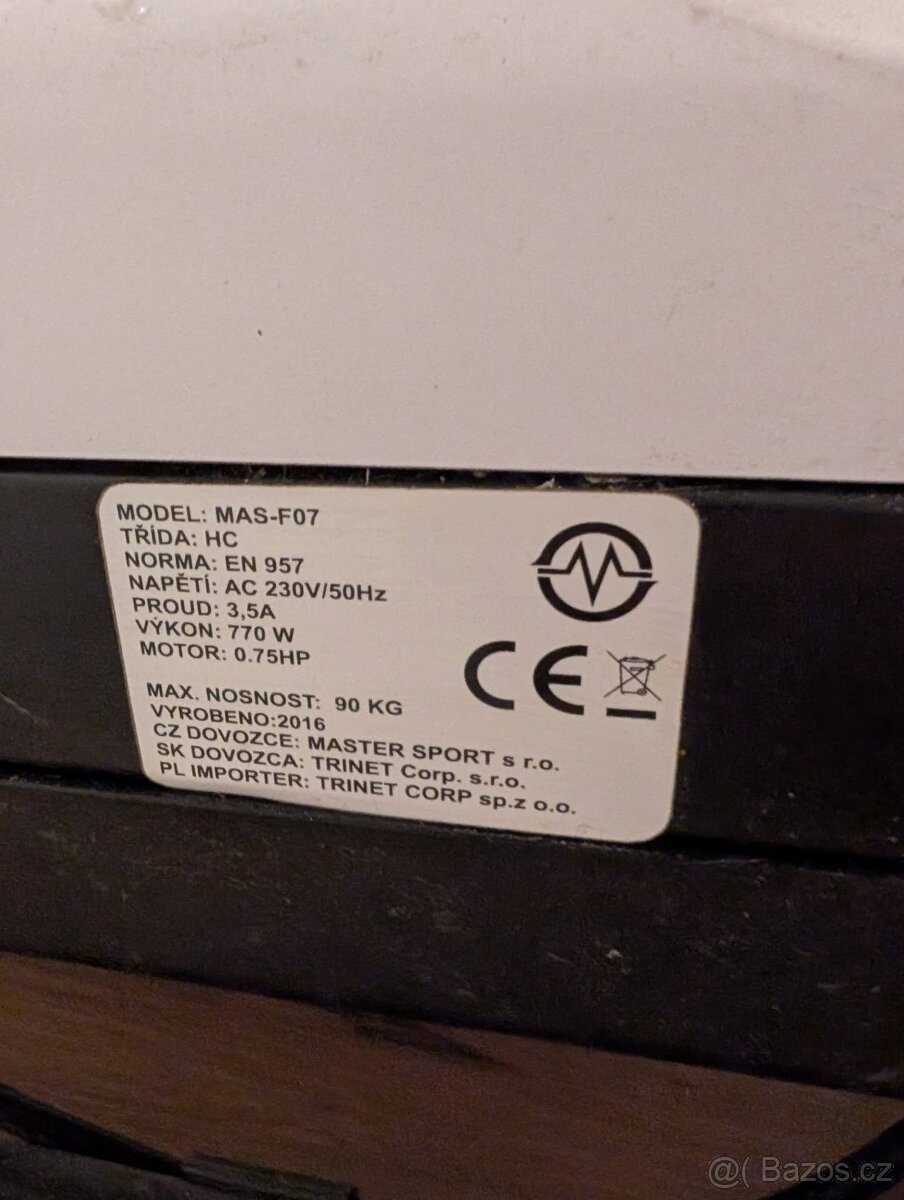 MODEL: MAS-F07
TŘÍDA: HC
NORMA: EN 957
NAPĚTÍ: AC 230V/50Hz
PROUD: 3,5A
VÝKON: 770 W
MOTOR: 0.75HP
CE
MAX. NOSNOST: 90 KG
VYROBENO:2016
CZ DOVOZCE: MASTER SPORT s r.o.
SK DOVOZCA: TRINET Corp. s.r.o.
PL IMPORTER: TRINET CORP sp.z o.o.
@( Bazos.cz